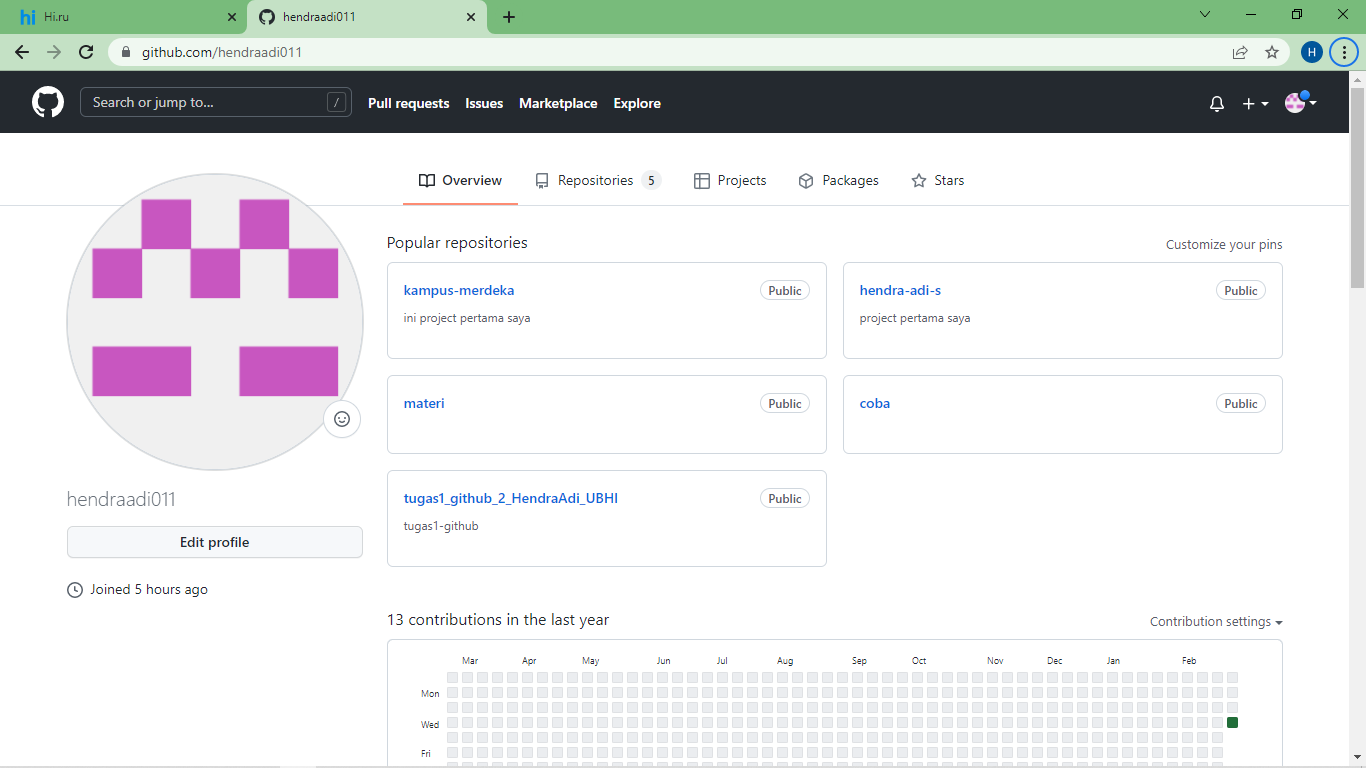 hi Hi.ru
hendraadi011
github.com/hendraadi011
H
Search or jump to... /
Pull requests Issues Marketplace Explore
Overview Repositories 5 Projects Packages Stars
Popular repositories
Customize your pins
kampus-merdeka Public
ini project pertama saya
hendra-adi-s Public
project pertama saya
materi Public
coba Public
tugas1_github_2_HendraAdi_UBHI Public
tugas1-github
hendraadi011
Edit profile
Joined 5 hours ago
13 contributions in the last year
Contribution settings
Mar Apr May Jun Jul Aug Sep Oct Nov Dec Jan Feb
Mon
Wed
Fri